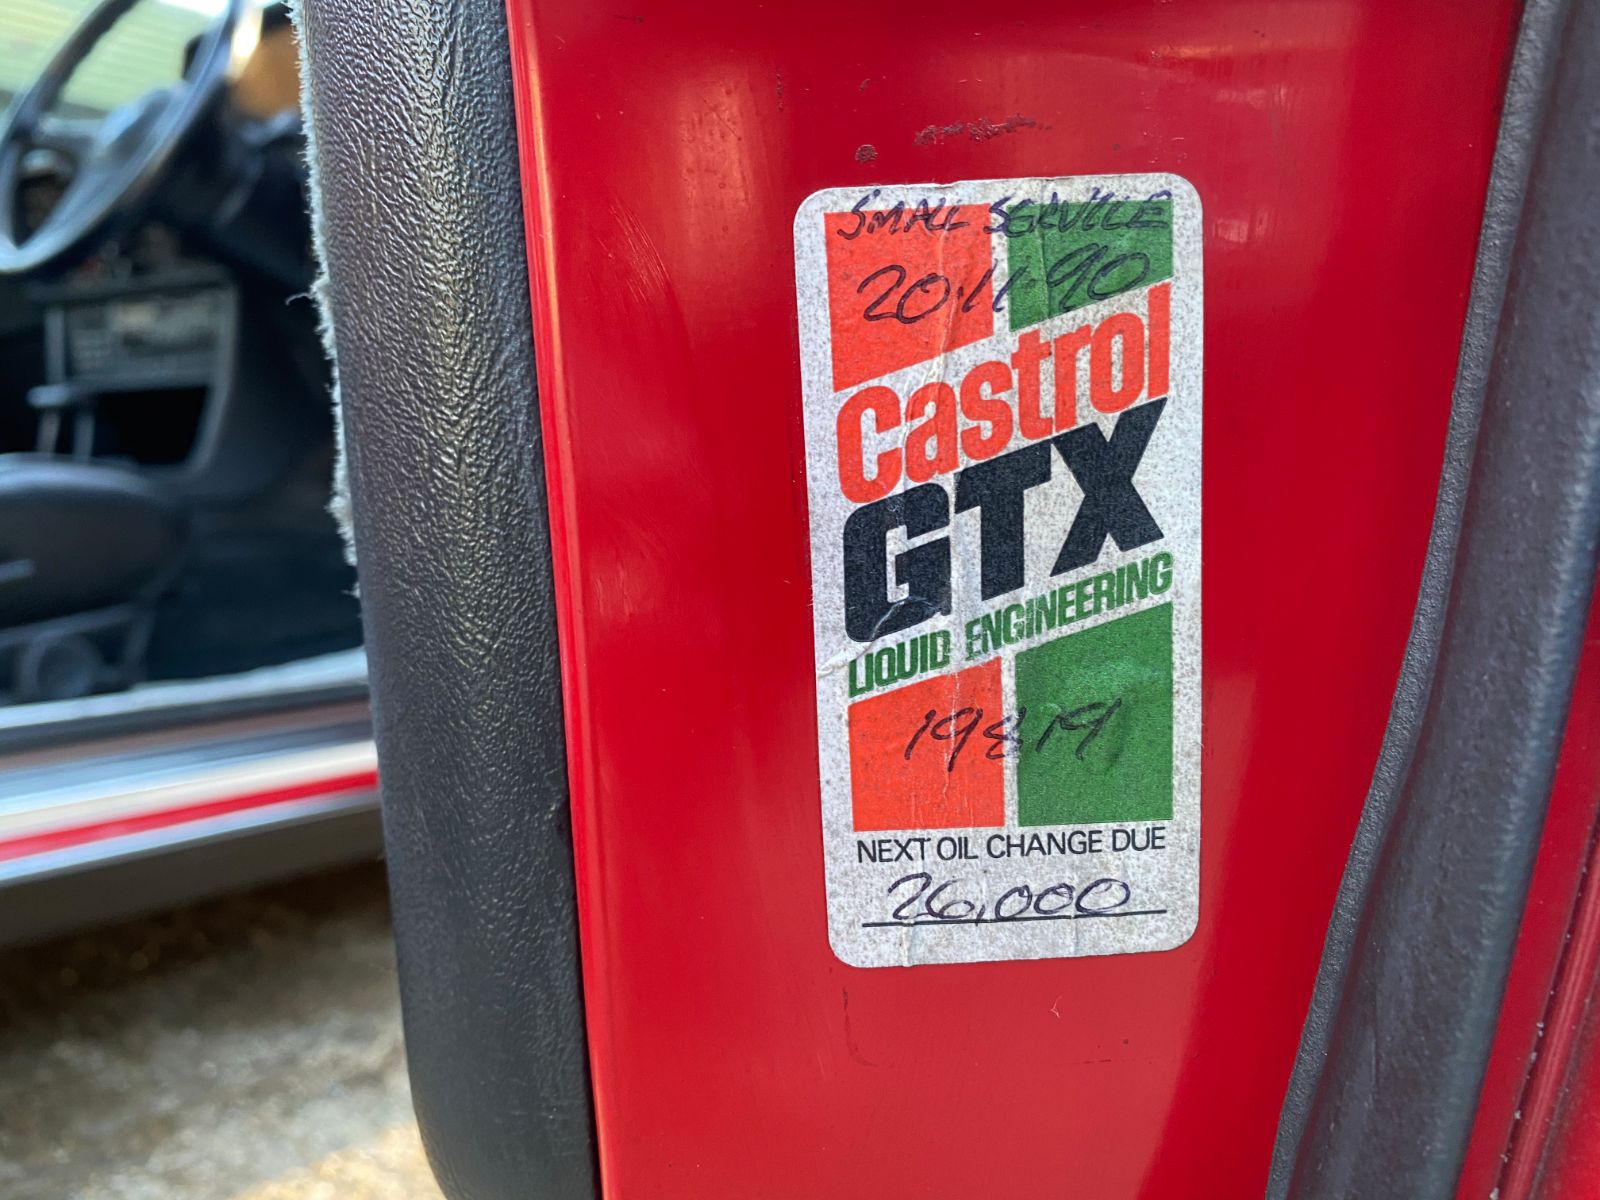 SMALL SERVICE
20.11.90
Castrol
GTX
LIQUID ENGINEERING
19819
NEXT OIL CHANGE DUE
26,000